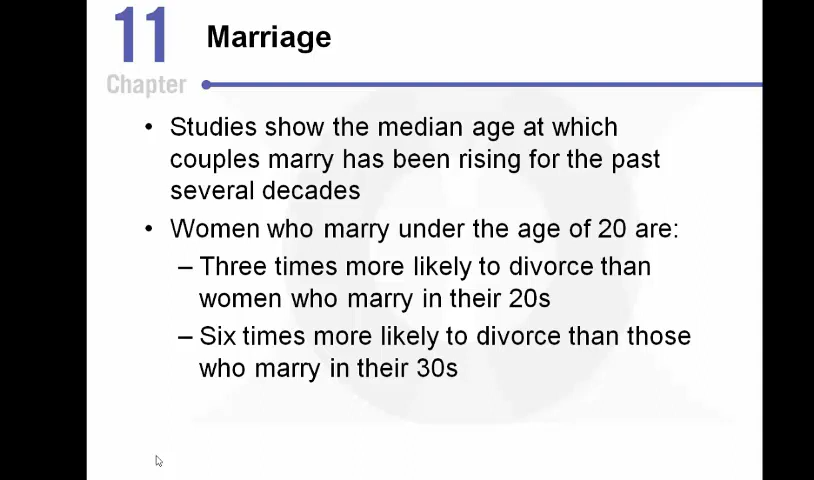 11
Marriage
Chapter
• Studies show the median age at which
couples marry has been rising for the past
several decades
• Women who marry under the age of 20 are:
– Three times more likely to divorce than
women who marry in their 20s
– Six times more likely to divorce than those
who marry in their 30s